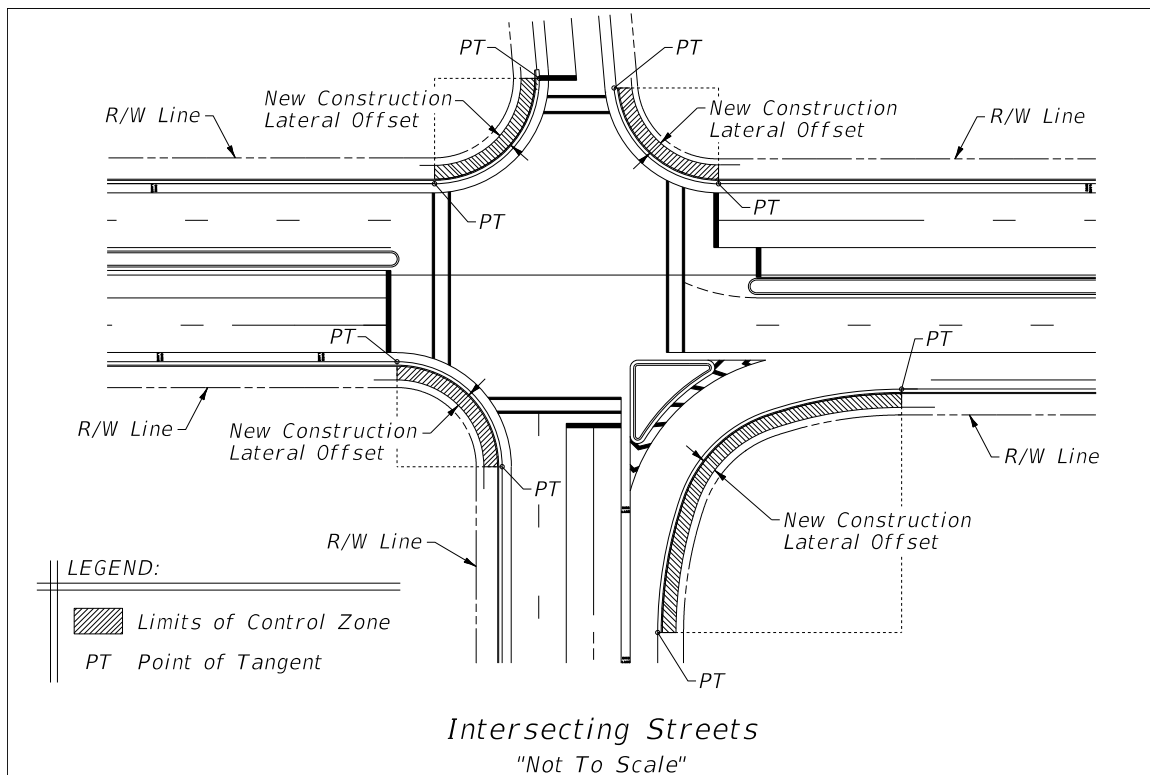 PT
PT
New Construction
Lateral Offset
R/W Line
New Construction
Lateral Offset
R/W Line
PT
PT
PT
PT
R/W Line
New Construction
Lateral Offset
R/W Line
PT
New Construction
Lateral Offset
R/W Line
LEGEND:
Limits of Control Zone
PT Point of Tangent
PT
Intersecting Streets
"Not To Scale"